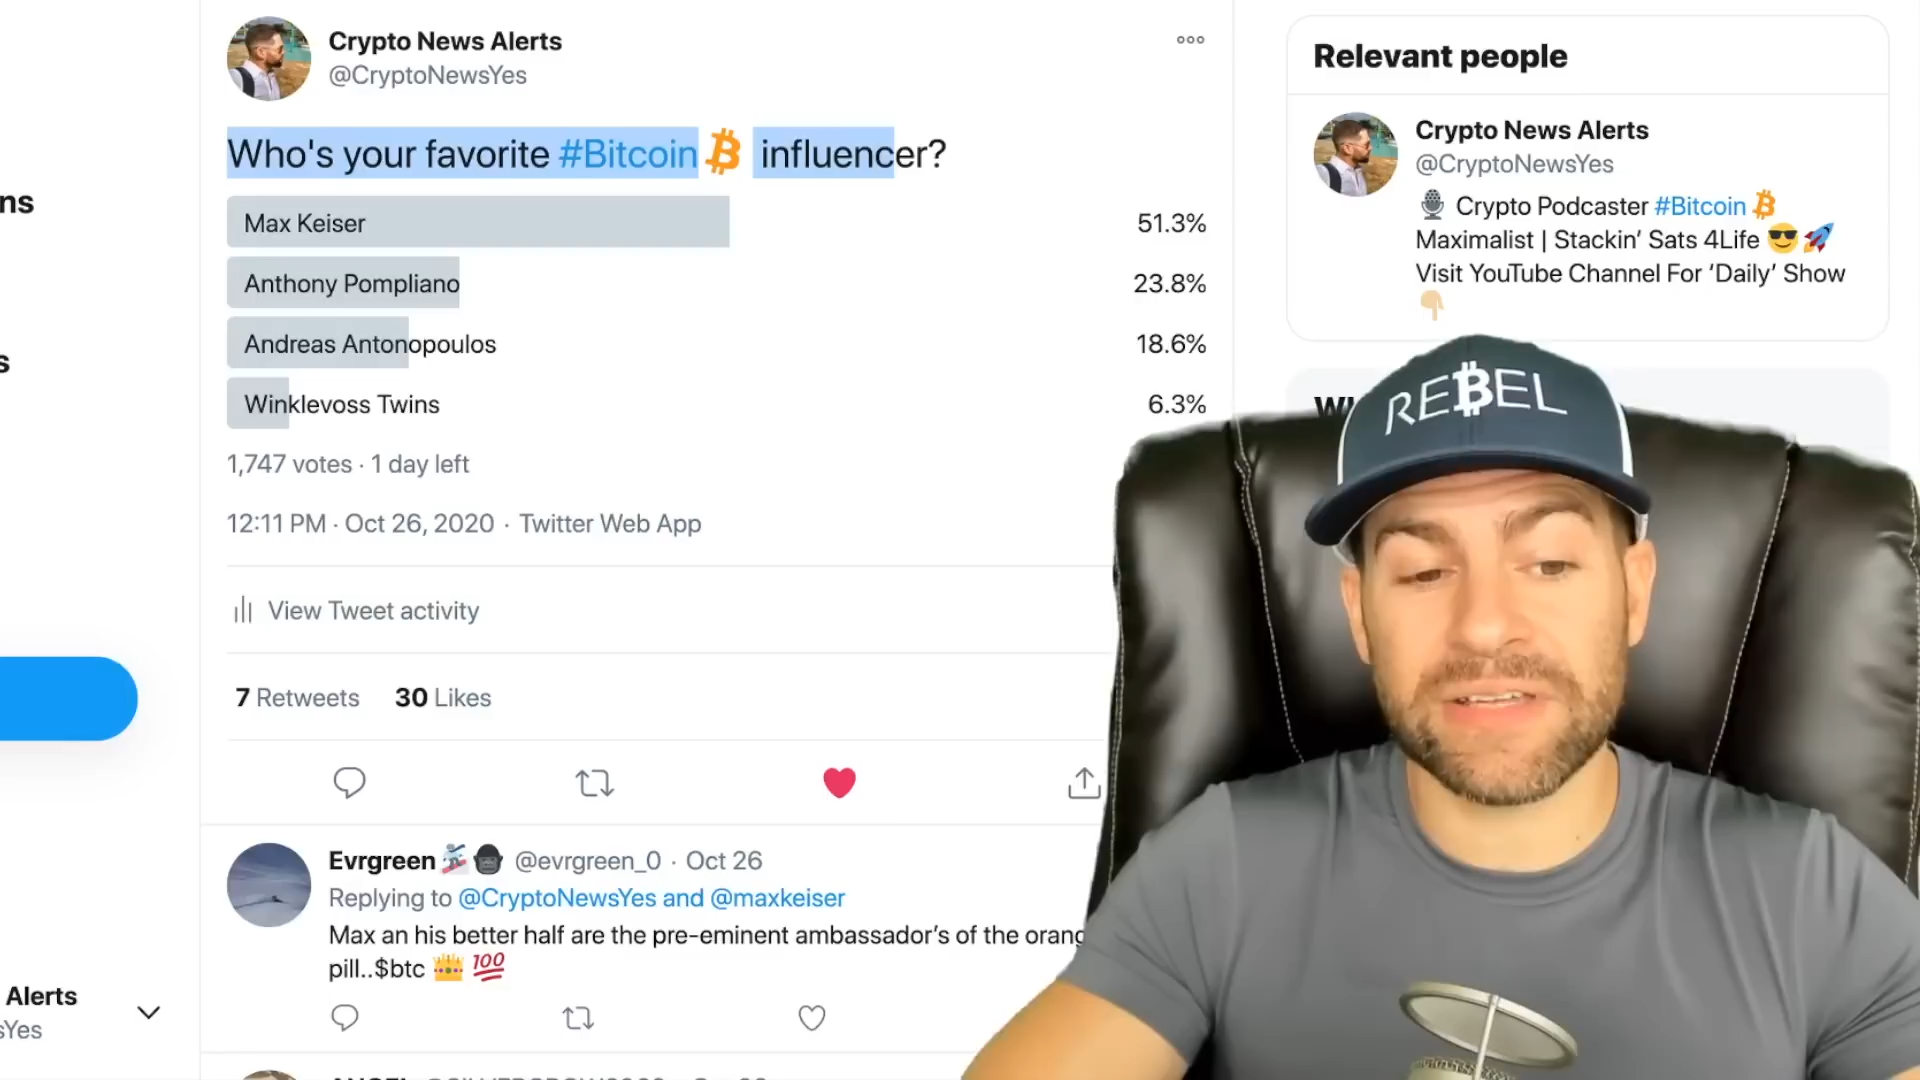 Crypto News Alerts
@CryptoNewsYes
Who's your favorite #Bitcoin influencer?
Max Keiser 51.3%
Anthony Pompliano 23.8%
Andreas Antonopoulos 18.6%
Winklevoss Twins 6.3%
1,747 votes · 1 day left
12:11 PM · Oct 26, 2020 · Twitter Web App
View Tweet activity
7 Retweets 30 Likes
Evrgreen @evrgreen_0 · Oct 26
Replying to @CryptoNewsYes and @maxkeiser
Max an his better half are the pre-eminent ambassador's of the orang
pill..$btc 💯
Relevant people
Crypto News Alerts
@CryptoNewsYes
Crypto Podcaster #Bitcoin
Maximalist | Stackin' Sats 4Life
Visit YouTube Channel For 'Daily' Show
REBEL
ns
s
Alerts
sYes